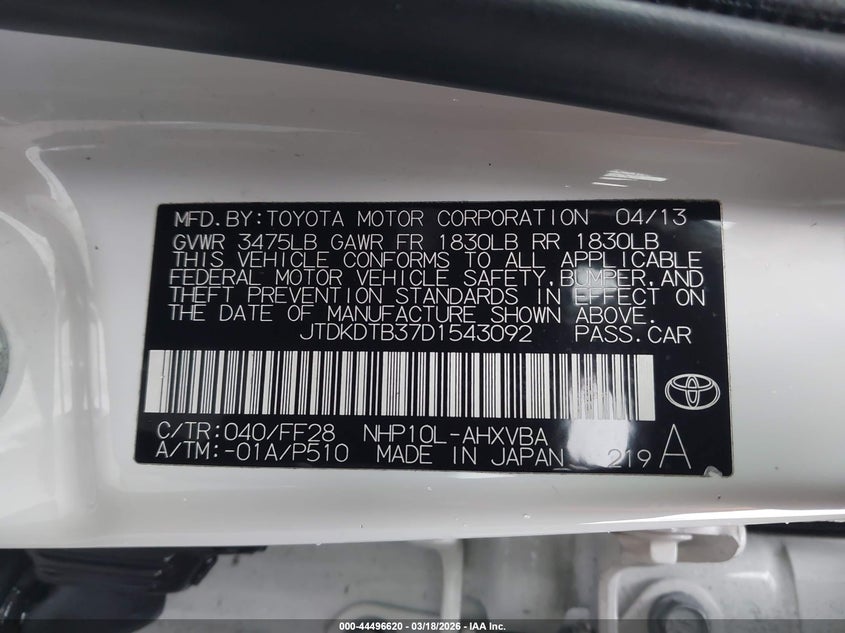 MFD.BY:TOYOTA MOTOR CORPORATION 04/13
GVWR 3475LB GAWR FR 1830LB RR 1830LB
THIS VEHICLE CONFORMS TO ALL APPLICABLE
FEDERAL MOTOR VEHICLE SAFETY,BUMPER,AND
THEFT PREVENTION STANDARDS IN EFFECT ON
THE DATE OF MANUFACTURE SHOWN ABOVE.
JTDKDTB37D1543092 PASS.CAR
C/TR:040/FF28 NHP10L-AHXVBA
A/TM:-01A/P510 MADE IN JAPAN 219 A
000-44496620 | 03/18/2026 | IAA, Inc.